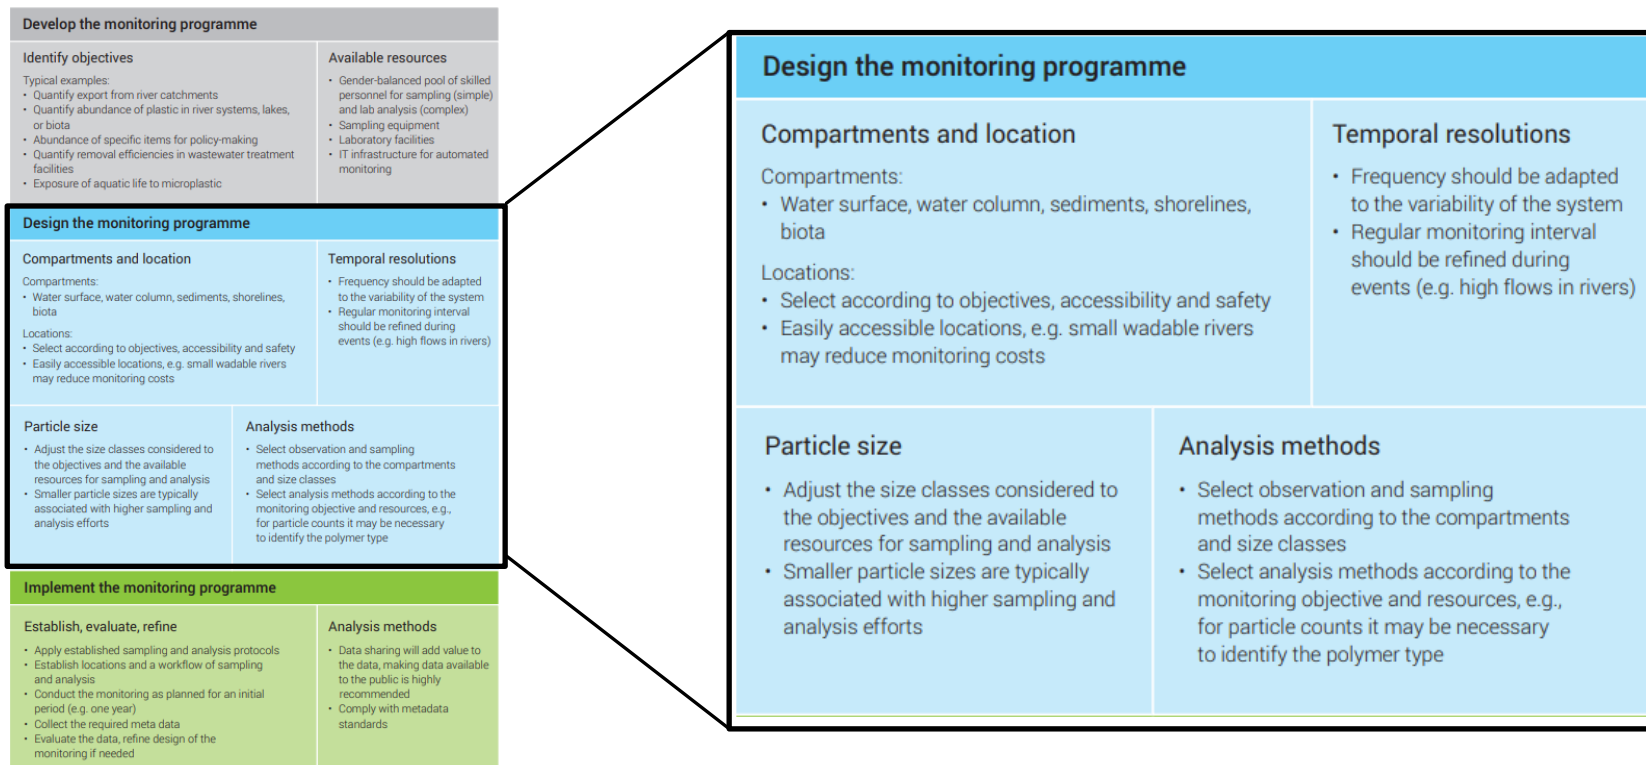 Develop the monitoring programme
Identify objectives
Typical examples:
• Quantify export from river catchments
• Quantify abundance of plastic in river systems, lakes,
or biota
• Abundance of specific items for policy-making
• Quantify removal efficiencies in wastewater treatment
facilities
• Exposure of aquatic life to microplastic
Available resources
• Gender-balanced pool of skilled
personnel for sampling (simple)
and lab analysis (complex)
• Sampling equipment
• Laboratory facilities
• IT infrastructure for automated
monitoring
Design the monitoring programme
Compartments and location
Compartments:
• Water surface, water column, sediments, shorelines,
biota
Locations:
• Select according to objectives, accessibility and safety
• Easily accessible locations, e.g. small wadable rivers
may reduce monitoring costs
Temporal resolutions
• Frequency should be adapted
to the variability of the system
• Regular monitoring interval
should be refined during
events (e.g. high flows in rivers)
Particle size
• Adjust the size classes considered to
the objectives and the available
resources for sampling and analysis
• Smaller particle sizes are typically
associated with higher sampling and
analysis efforts
Analysis methods
• Select observation and sampling
methods according to the compartments
and size classes
• Select analysis methods according to the
monitoring objective and resources, e.g.,
for particle counts it may be necessary
to identify the polymer type
Implement the monitoring programme
Establish, evaluate, refine
• Apply established sampling and analysis protocols
• Establish locations and a workflow of sampling
and analysis
• Conduct the monitoring as planned for an initial
period (e.g. one year)
• Collect the required meta data
• Evaluate the data, refine design of the
monitoring if needed
Analysis methods
• Data sharing will add value to
the data, making data available
to the public is highly
recommended
• Comply with metadata
standards
Design the monitoring programme
Compartments and location
Compartments:
• Water surface, water column, sediments, shorelines,
biota
Locations:
• Select according to objectives, accessibility and safety
• Easily accessible locations, e.g. small wadable rivers
may reduce monitoring costs
Temporal resolutions
• Frequency should be adapted
to the variability of the system
• Regular monitoring interval
should be refined during
events (e.g. high flows in rivers)
Particle size
• Adjust the size classes considered to
the objectives and the available
resources for sampling and analysis
• Smaller particle sizes are typically
associated with higher sampling and
analysis efforts
Analysis methods
• Select observation and sampling
methods according to the compartments
and size classes
• Select analysis methods according to the
monitoring objective and resources, e.g.,
for particle counts it may be necessary
to identify the polymer type